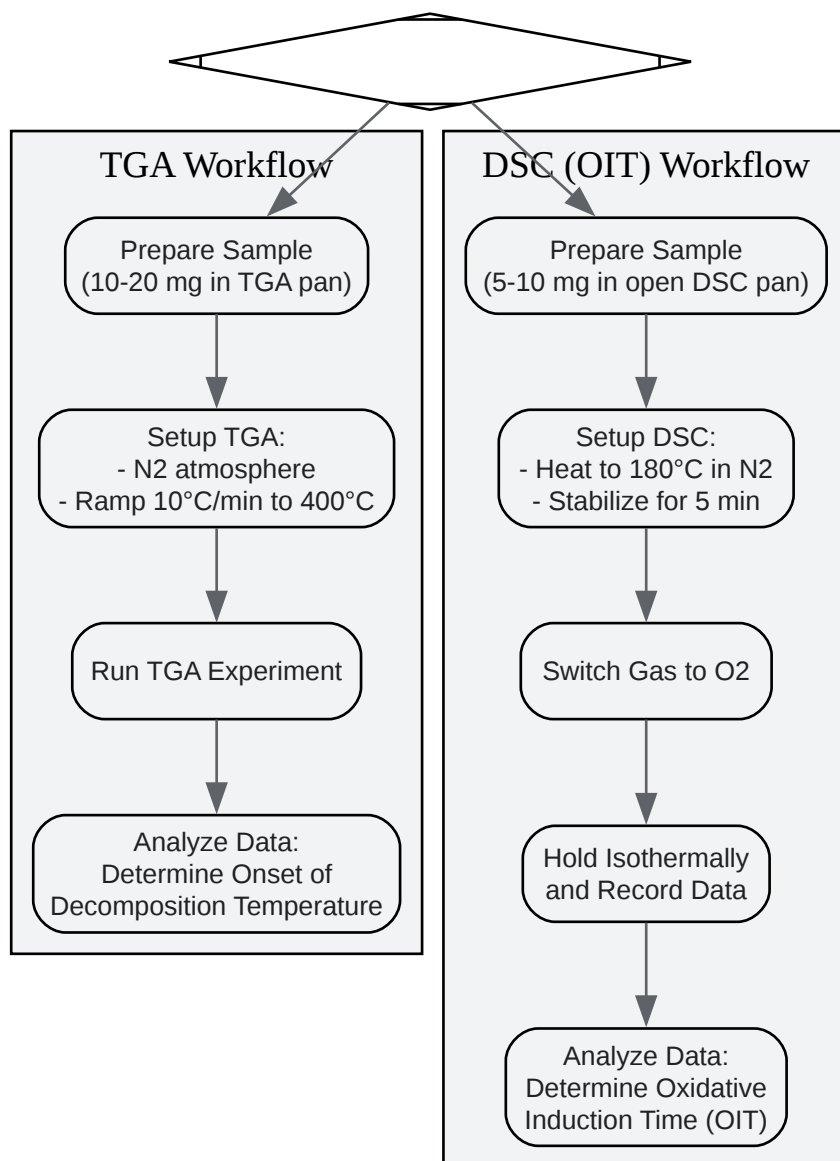 TGA Workflow
Prepare Sample
(10-20 mg in TGA pan)
Setup TGA:
- N2 atmosphere
- Ramp 10°C/min to 400°C
Run TGA Experiment
Analyze Data:
Determine Onset of
Decomposition Temperature
DSC (OIT) Workflow
Prepare Sample
(5-10 mg in open DSC pan)
Setup DSC:
- Heat to 180°C in N2
- Stabilize for 5 min
Switch Gas to O2
Hold Isothermally
and Record Data
Analyze Data:
Determine Oxidative
Induction Time (OIT)